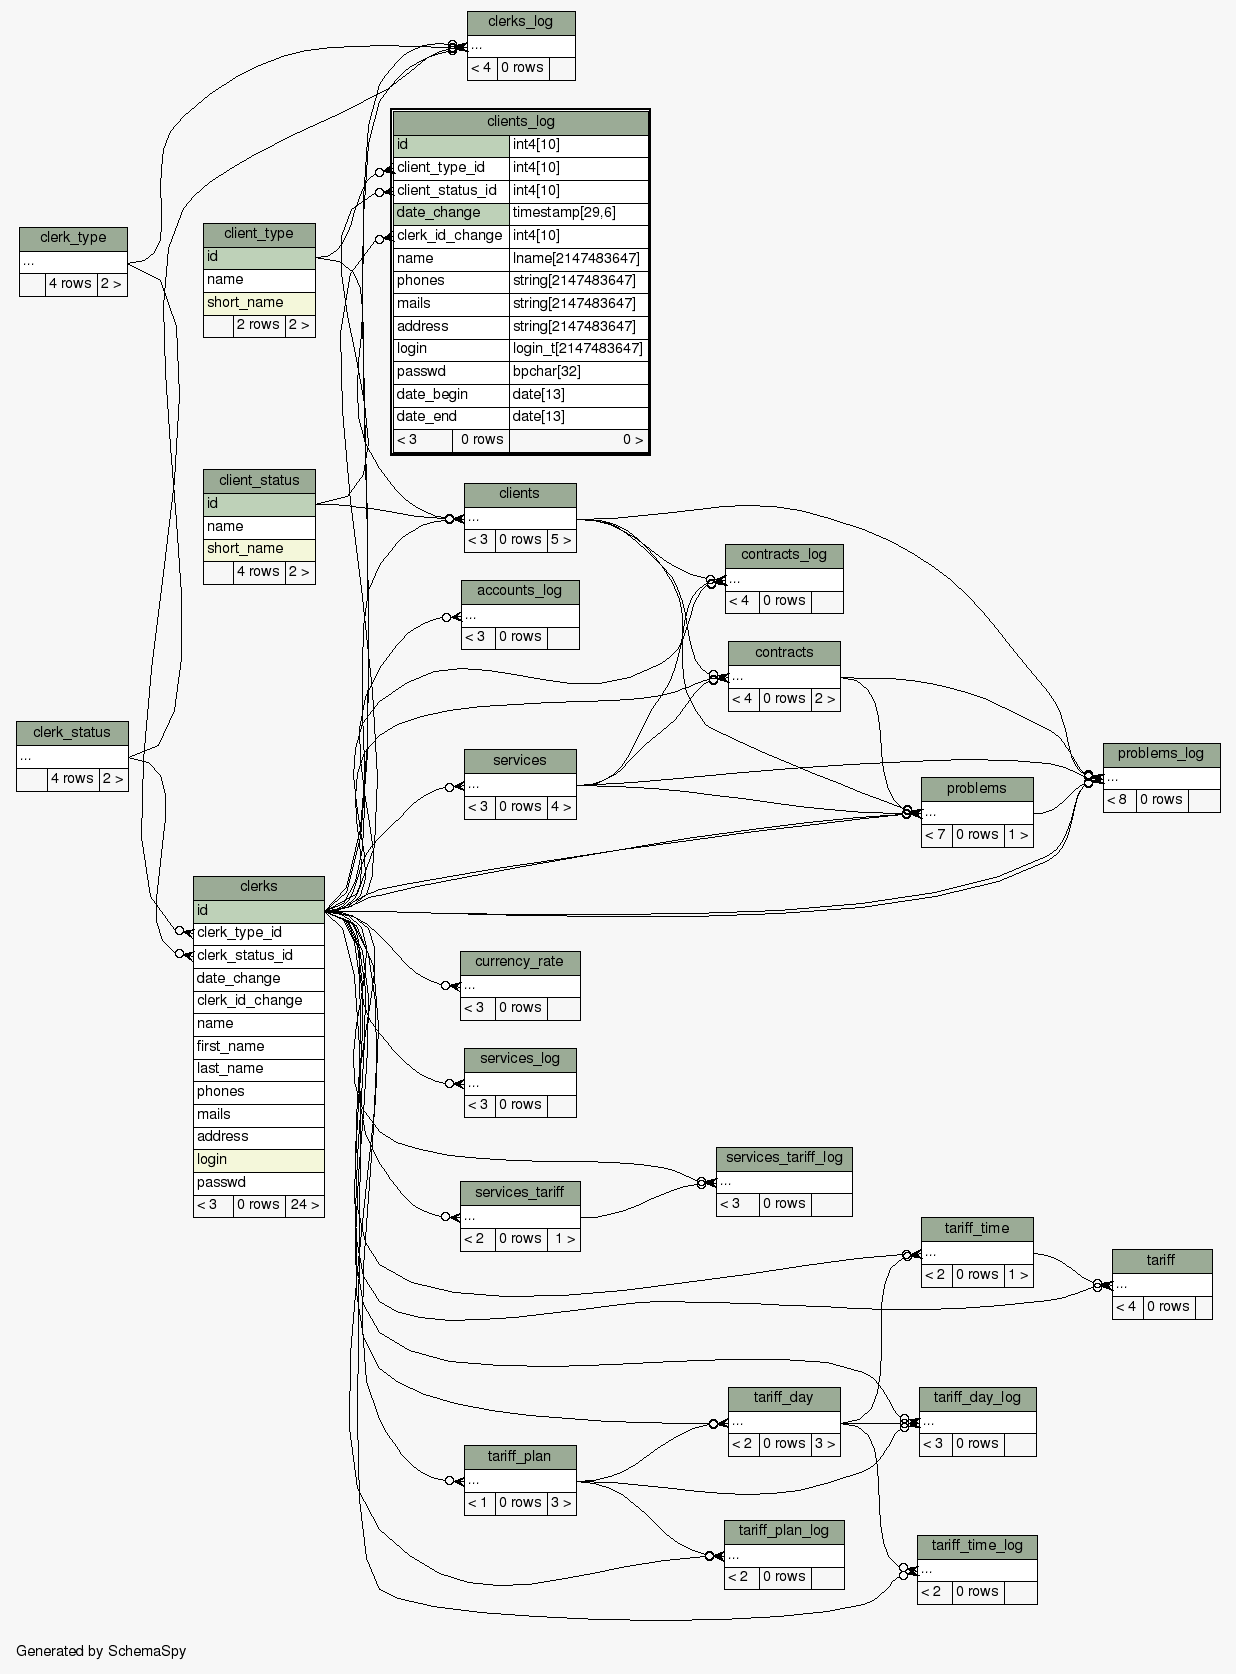 clerks_log
...
< 4 0 rows
clients_log
id int4[10]
client_type_id int4[10]
client_status_id int4[10]
date_change timestamp[29,6]
clerk_id_change int4[10]
name lname[2147483647]
phones string[2147483647]
mails string[2147483647]
address string[2147483647]
login login_t[2147483647]
passwd bpchar[32]
date_begin date[13]
date_end date[13]
< 3 0 rows 0 >
clerk_type
...
4 rows 2 >
client_type
id
name
short_name
2 rows 2 >
client_status
id
name
short_name
4 rows 2 >
clients
...
< 3 0 rows 5 >
contracts_log
...
< 4 0 rows
accounts_log
...
< 3 0 rows
contracts
...
< 4 0 rows 2 >
clerk_status
...
4 rows 2 >
services
...
< 3 0 rows 4 >
problems_log
...
< 8 0 rows
problems
...
< 7 0 rows 1 >
clerks
id
clerk_type_id
clerk_status_id
date_change
clerk_id_change
name
first_name
last_name
phones
mails
address
login
passwd
< 3 0 rows 24 >
currency_rate
...
< 3 0 rows
services_log
...
< 3 0 rows
services_tariff_log
...
< 3 0 rows
services_tariff
...
< 2 0 rows 1 >
tariff_time
...
< 2 0 rows 1 >
tariff
...
< 4 0 rows
tariff_day
...
< 2 0 rows 3 >
tariff_day_log
...
< 3 0 rows
tariff_plan
...
< 1 0 rows 3 >
tariff_plan_log
...
< 2 0 rows
tariff_time_log
...
< 2 0 rows
Generated by SchemaSpy